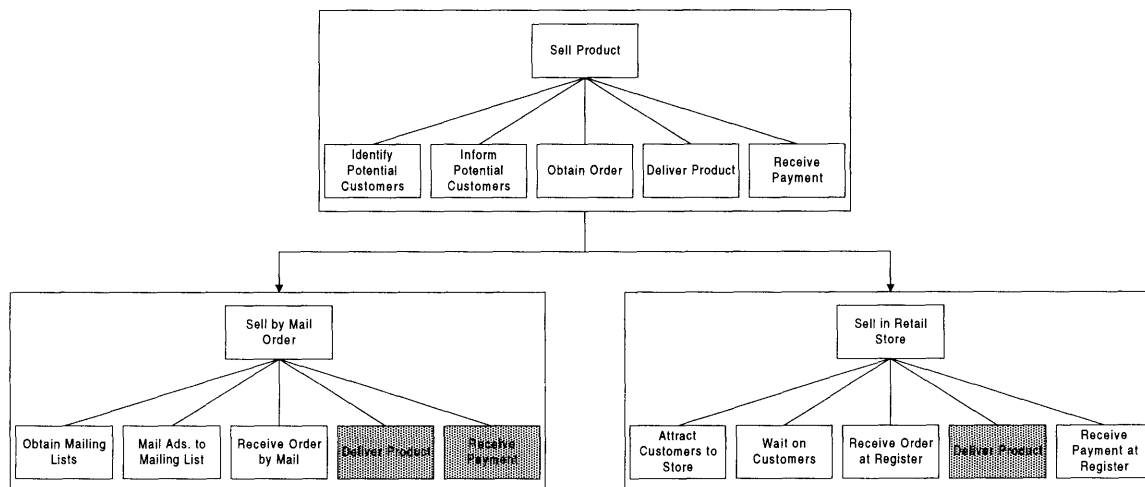 Sell Product
Identify
Potential
Customers
Inform
Potential
Customers
Obtain Order
Deliver Product
Receive
Payment
Sell by Mail
Order
Obtain Mailing
Lists
Mail Ads. to
Mailing List
Receive Order
by Mail
Deliver Product
Receive
Payment
Sell in Retail
Store
Attract
Customers to
Store
Wait on
Customers
Receive Order
at Register
Deliver Product
Receive
Payment at
Register